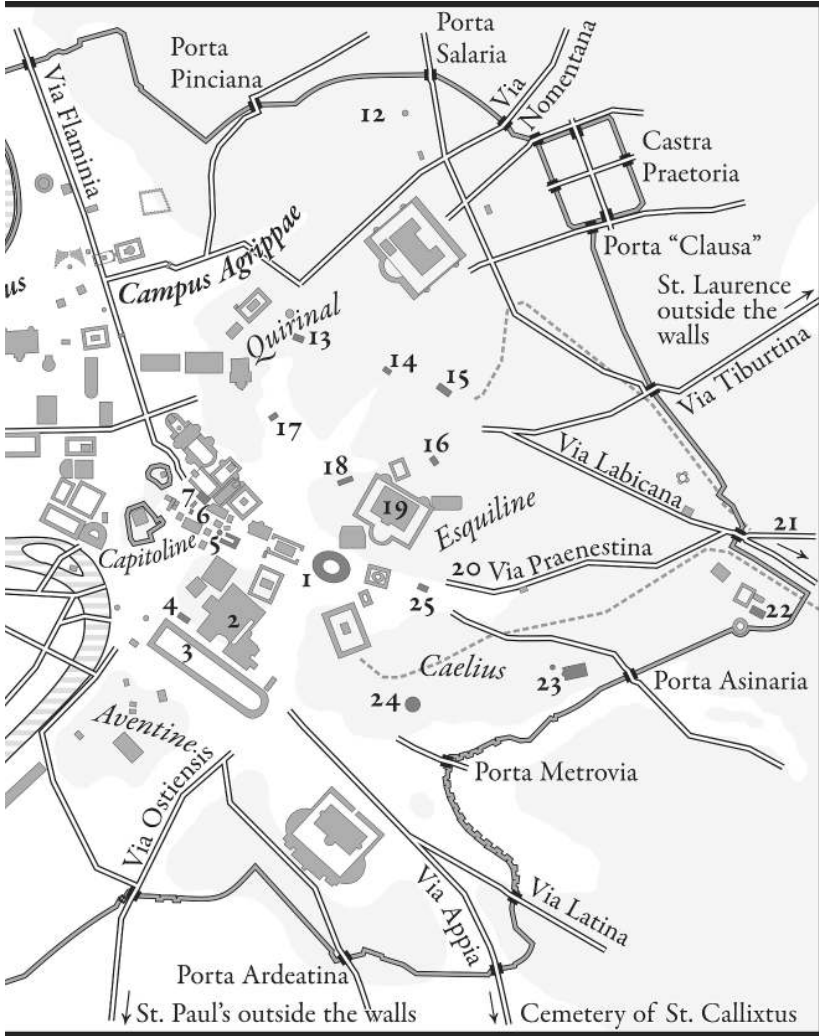 Porta
Pinciana
Porta
Salaria
Via Flaminia
Via
Nomentana
12
Castra
Praetoria
Porta “Clausa”
Campus Agrippae
us
St. Laurence
outside the
walls
Quirinal
13
14
15
Via Tiburtina
17
16
18
Via Labicana
7
6
19
Esquiline
21
Capitoline
5
1
20 Via Praenestina
4
2
25
22
3
Caelius
23
24
Porta Asinaria
Aventine
Porta Metrovia
Via Ostiensis
Via Appia
Via Latina
Porta Ardeatina
St. Paul's outside the walls
Cemetery of St. Callixtus